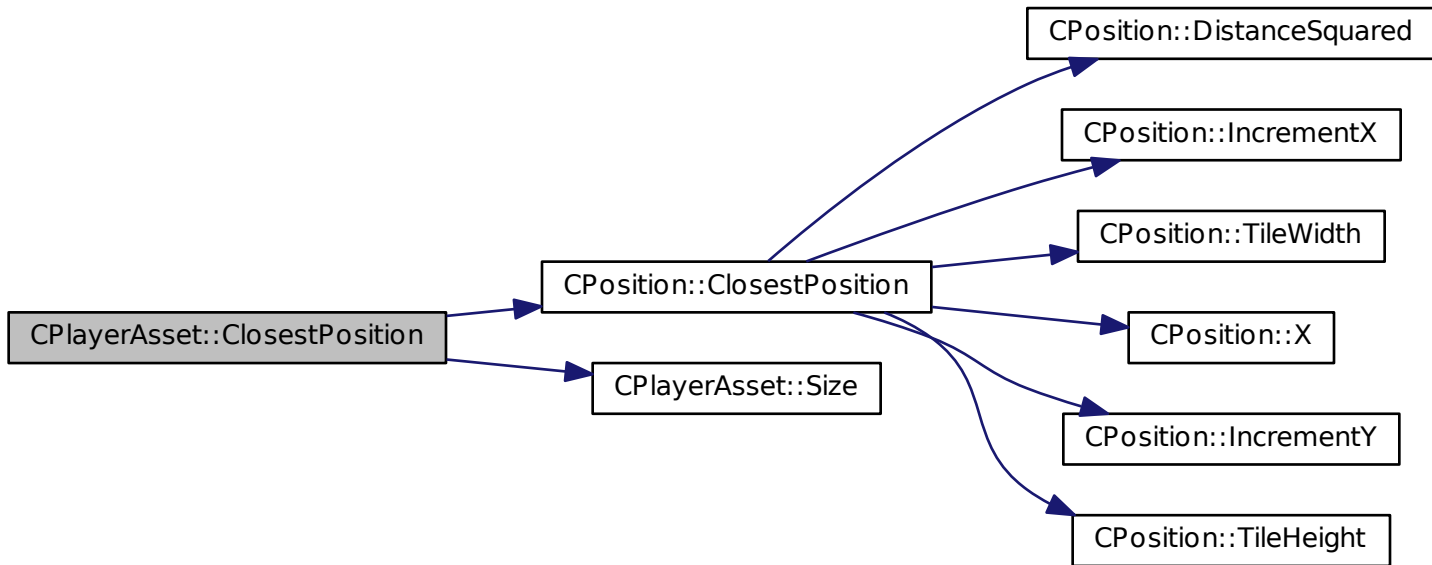 CPosition::DistanceSquared
CPosition::IncrementX
CPosition::TileWidth
CPosition::ClosestPosition
CPlayerAsset::ClosestPosition
CPosition::X
CPlayerAsset::Size
CPosition::IncrementY
CPosition::TileHeight